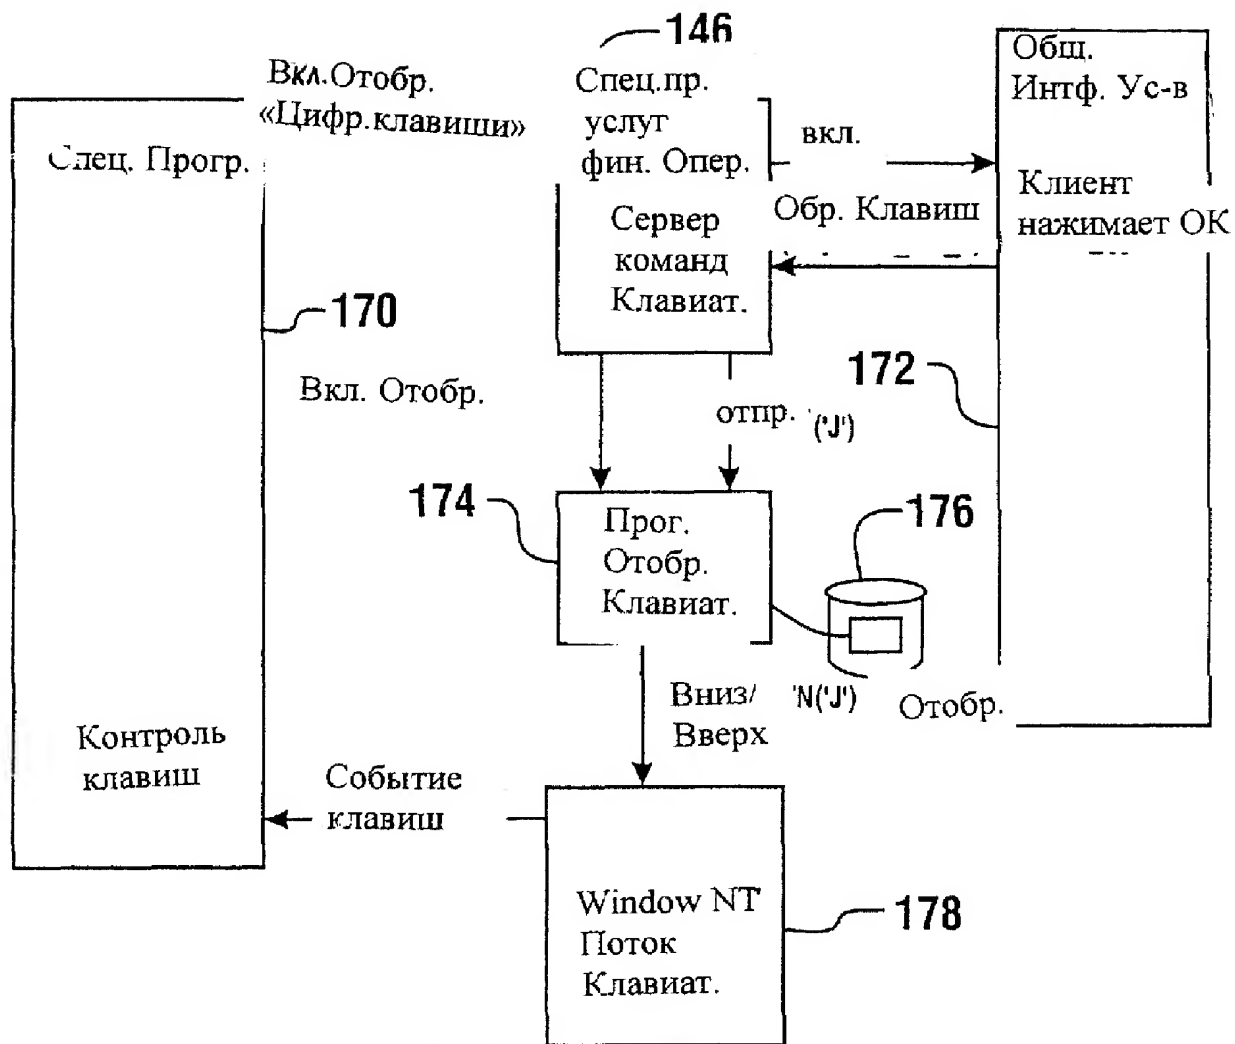 146
Вкл.Отобр.
«Цифр.клавиши»
Спец. Прогр.
170
Вкл. Отобр.
Контроль
клавиш
Спец.пр.
услуг
фин. Опер.
Сервер
команд
Клавиат.
вкл.
Обр. Клавиш
Общ.
Интф. Ус-в
Клиент
нажимает ОК
172
отпр. ('J')
174
Прог.
Отобр.
Клавиат.
176
Вниз/
Вверх
'N('J')
Отобр.
Событие
клавиш
Window NT
Поток
Клавиат.
178